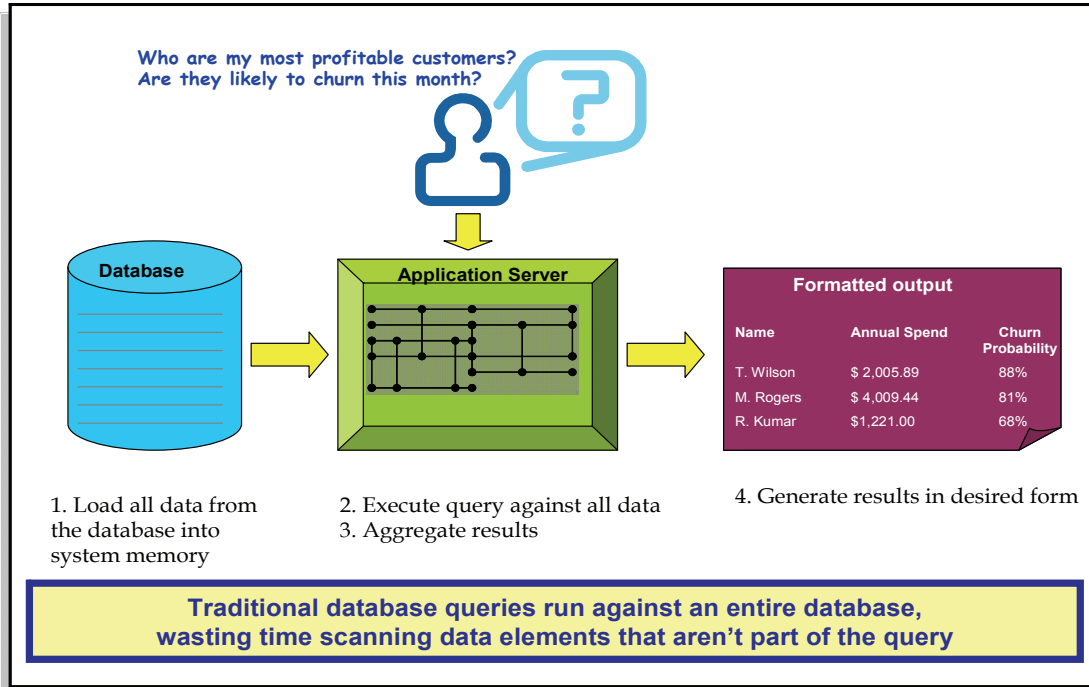 Who are my most profitable customers?
Are they likely to churn this month?
?
Database
Application Server
Formatted output
Name Annual Spend Churn Probability
T. Wilson $ 2,005.89 88%
M. Rogers $ 4,009.44 81%
R. Kumar $1,221.00 68%
1. Load all data from
the database into
system memory
2. Execute query against all data
3. Aggregate results
4. Generate results in desired form
Traditional database queries run against an entire database,
wasting time scanning data elements that aren’t part of the query